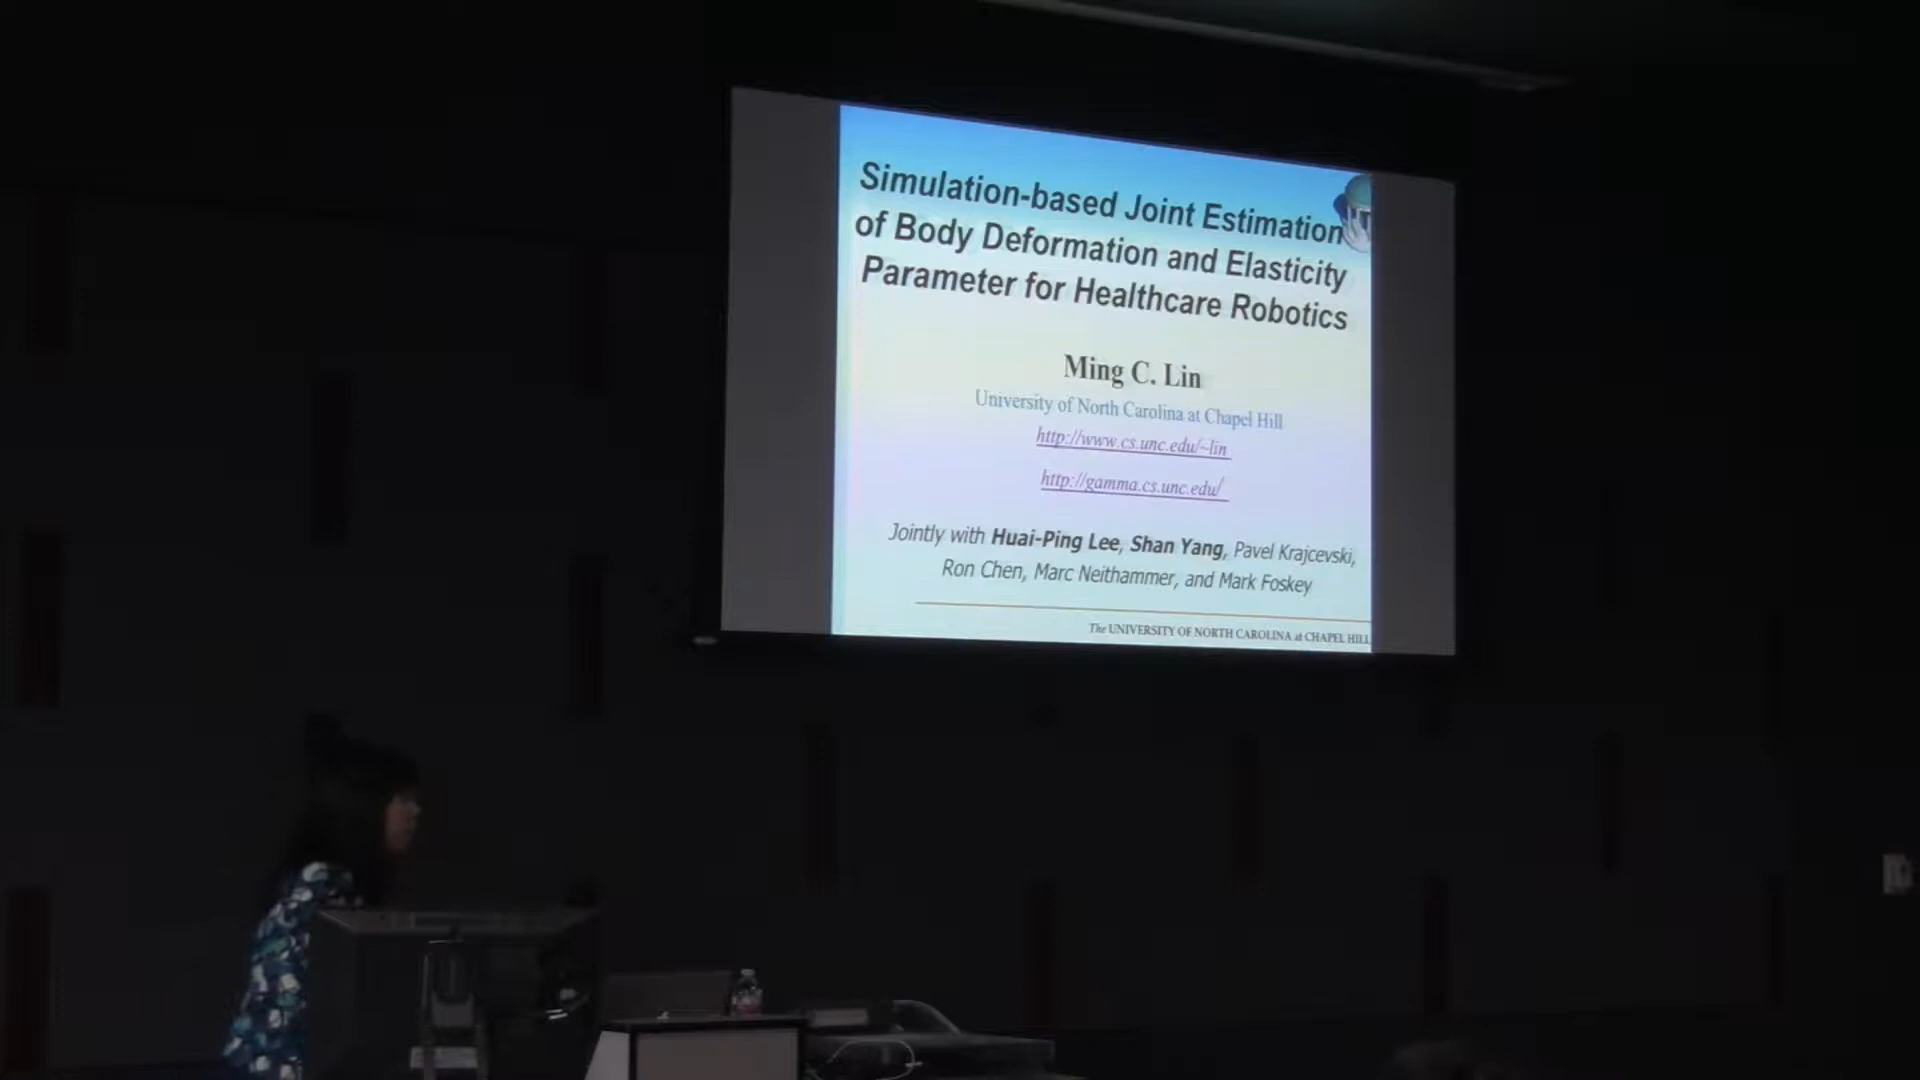 Simulation-based Joint Estimation
of Body Deformation and Elasticity
Parameter for Healthcare Robotics
Ming C. Lin
University of North Carolina at Chapel Hill
http://www.cs.unc.edu/~lin
http://gamma.cs.unc.edu/
Jointly with Huai-Ping Lee, Shan Yang, Pavel Krajcevski,
Ron Chen, Marc Neithammer, and Mark Foskey
The UNIVERSITY OF NORTH CAROLINA at CHAPEL HILL